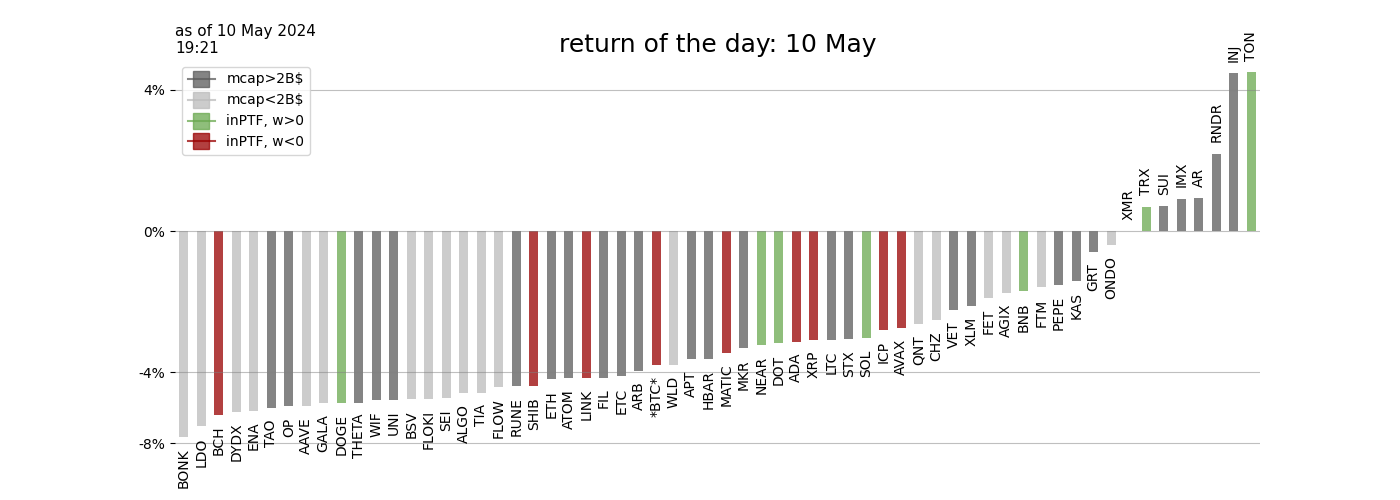 as of 10 May 2024
19:21
return of the day: 10 May
mcap>2B$
mcap<2B$
inPTF, w>0
inPTF, w<0
4%
0%
-4%
-8%
BONK
LDO
BCH
DYDX
ENA
TAO
OP
AAVE
GALA
DOGE
THETA
WIF
UNI
BSV
FLOKI
SEI
ALGO
TIA
FLOW
RUNE
SHIB
ETH
ATOM
LINK
FIL
ETC
ARB
*BTC*
WLD
APT
HBAR
MATIC
MKR
NEAR
DOT
ADA
XRP
LTC
STX
SOL
ICP
AVAX
QNT
CHZ
VET
XLM
FET
AGIX
BNB
FTM
PEPE
KAS
GRT
ONDO
XMR
TRX
SUI
IMX
AR
RNDR
INJ
TON